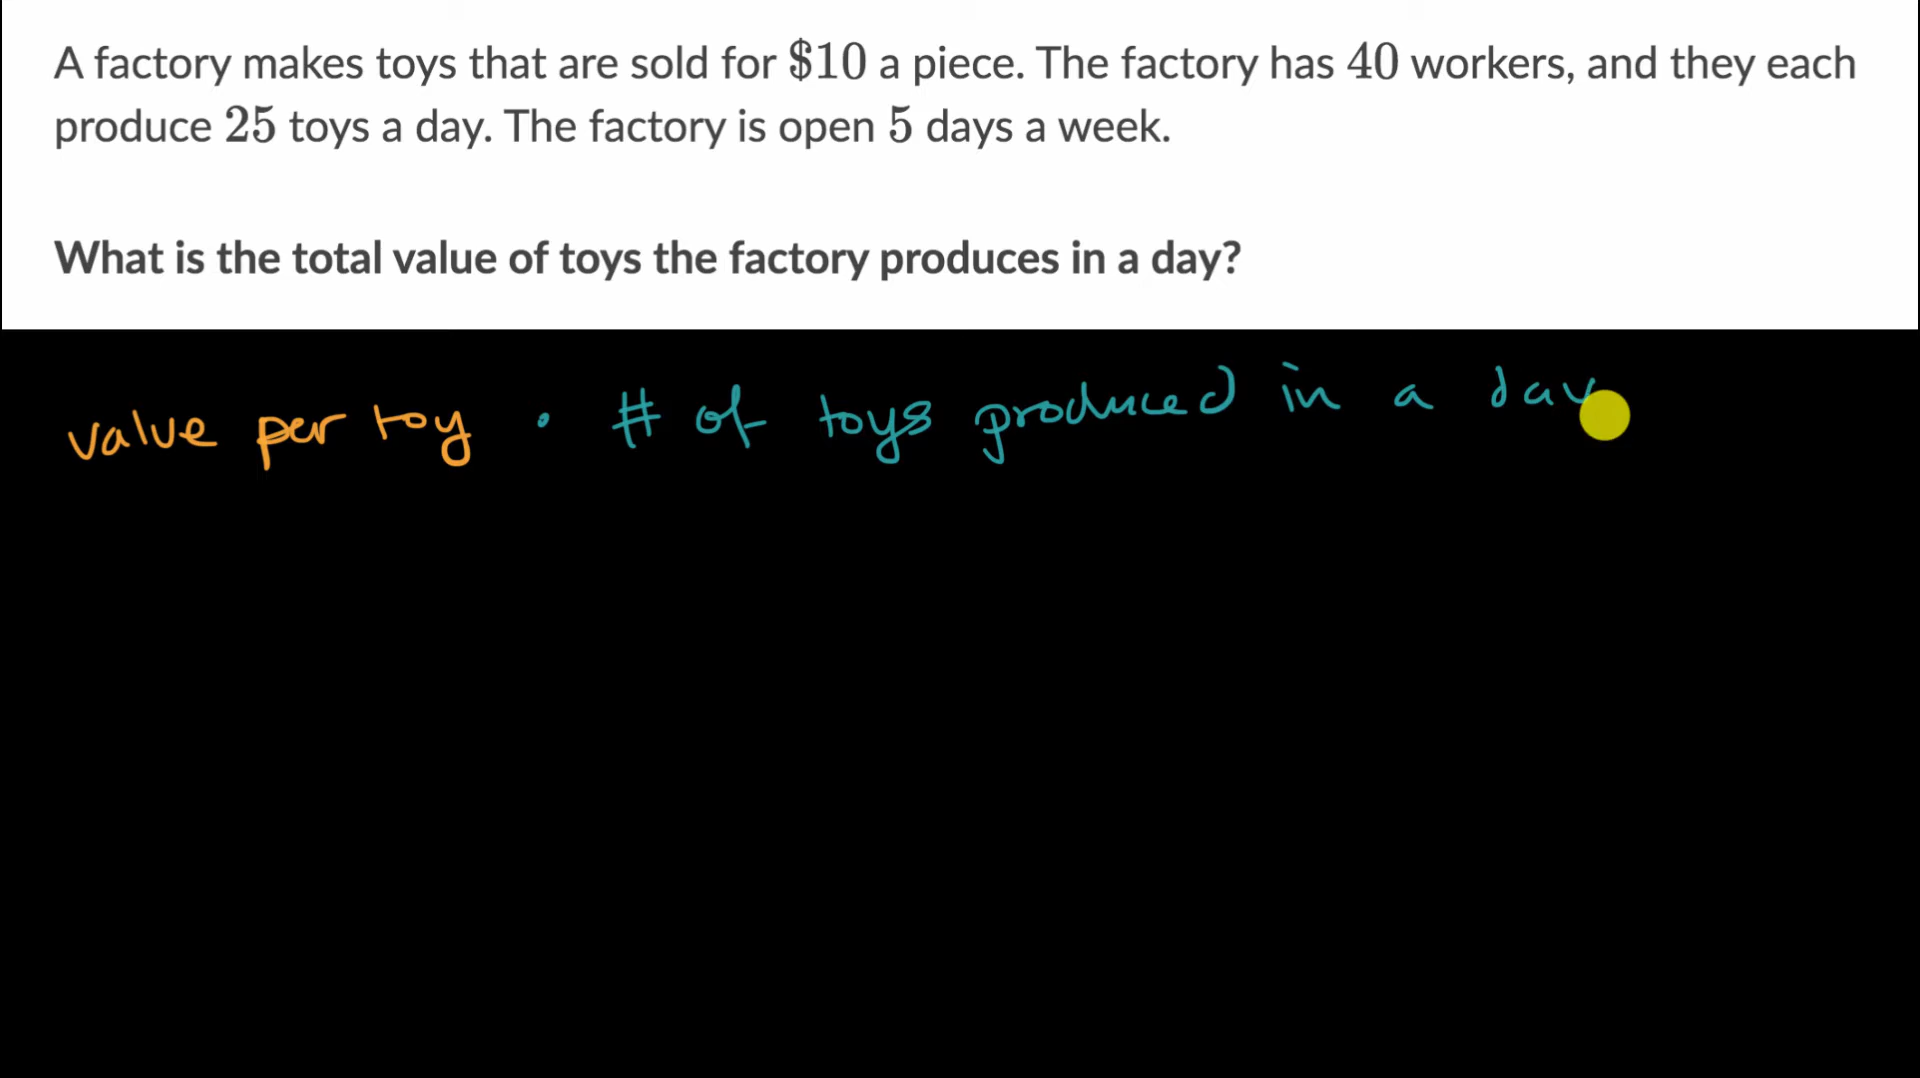 A factory makes toys that are sold for $10 a piece. The factory has 40 workers, and they each
produce 25 toys a day. The factory is open 5 days a week.
What is the total value of toys the factory produces in a day?
value per toy · # of toys produced in a day